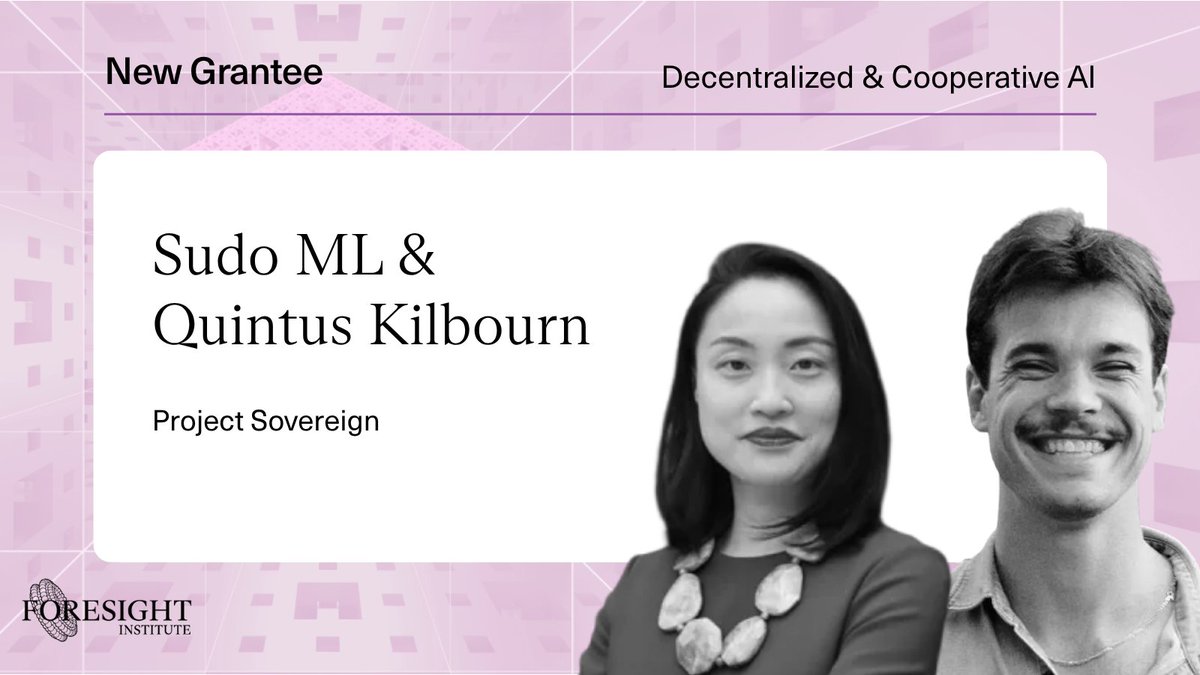 New Grantee
Decentralized & Cooperative AI
Sudo ML &
Quintus Kilbourn
Project Sovereign
FORESIGHT
INSTITUTE